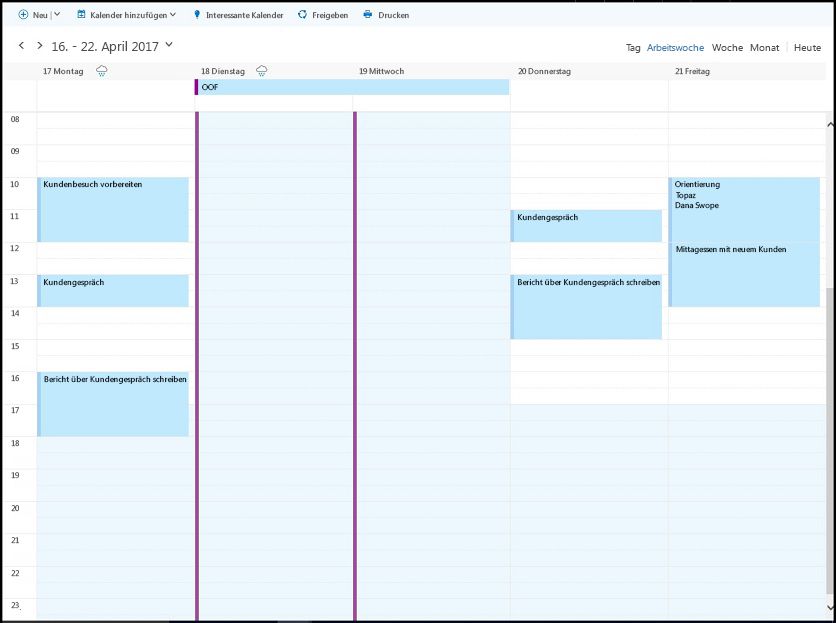 Neu
Kalender hinzufügen
Interessante Kalender
Freigeben
Drucken
16. - 22. April 2017
Tag Arbeitswoche Woche Monat Heute
17 Montag
18 Dienstag
19 Mittwoch
20 Donnerstag
21 Freitag
OOF
08
09
10
Kundenbesuch vorbereiten
Orientierung
Topaz
Dana Swope
11
Kundengespräch
12
Mittagessen mit neuem Kunden
13
Kundengespräch
Bericht über Kundengespräch schreiben
14
15
16
Bericht über Kundengespräch schreiben
17
18
19
20
21
22
23